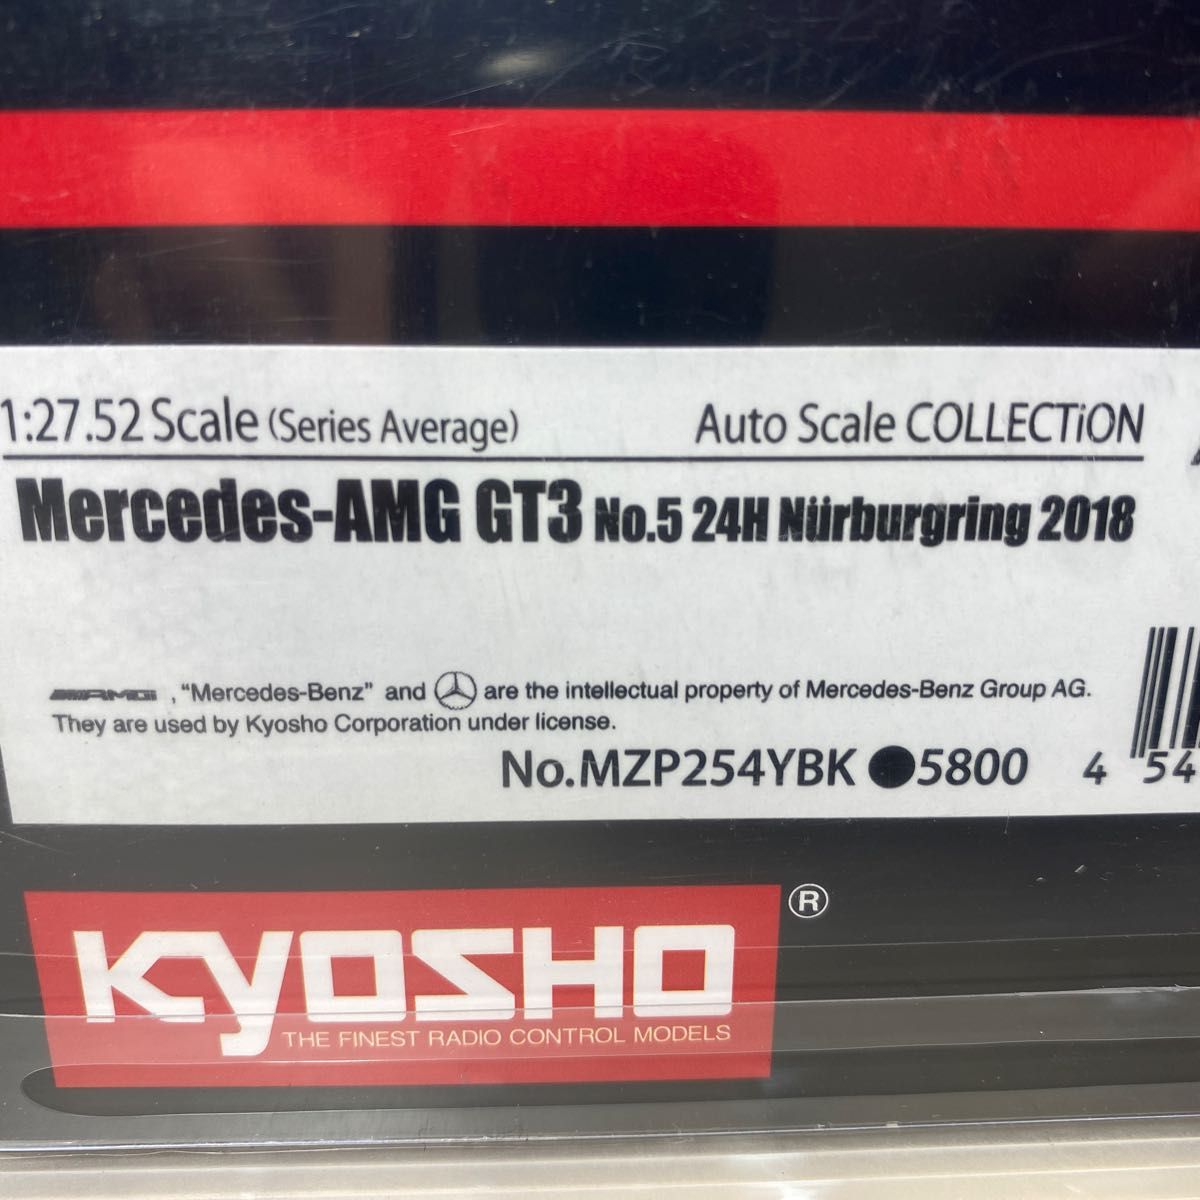 1:27.52 Scale (Series Average) Auto Scale COLLECTiON
Mercedes-AMG GT3 No.5 24H Nürburgring 2018
AMG , “Mercedes-Benz” and are the intellectual property of Mercedes-Benz Group AG.
They are used by Kyosho Corporation under license.
No.MZP254YBK ●5800 4 54
KYOSHO ®
THE FINEST RADIO CONTROL MODELS